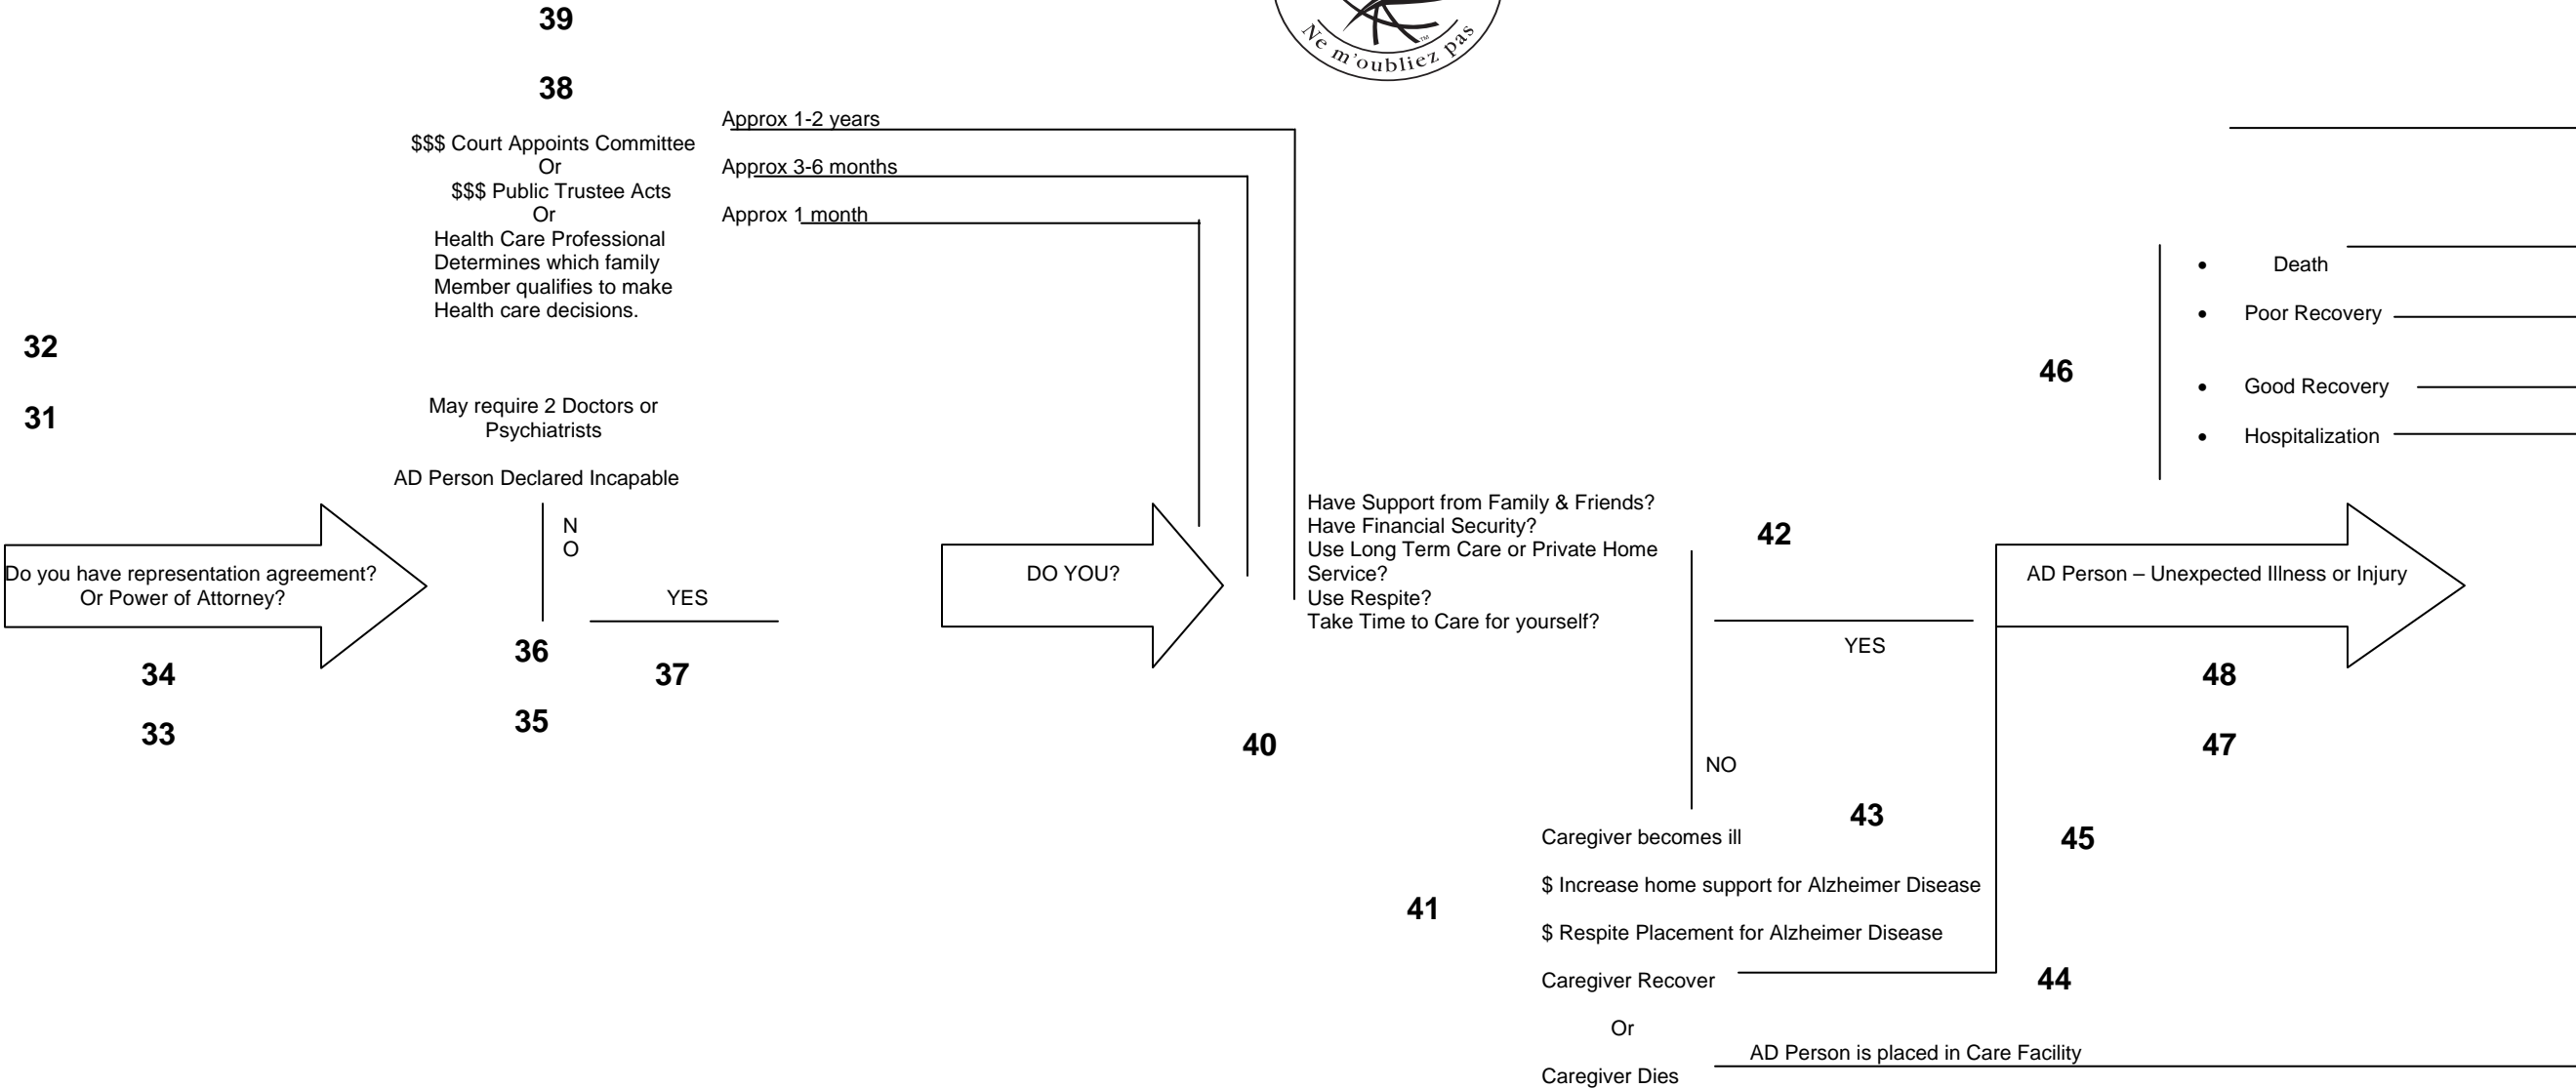 39
Ne m'oubliez pas
™
38
Approx 1-2 years
$$$ Court Appoints Committee
Or
Approx 3-6 months
$$$ Public Trustee Acts
Or
Approx 1 month
Health Care Professional
Determines which family
Member qualifies to make
Health care decisions.
32
31
May require 2 Doctors or
Psychiatrists
AD Person Declared Incapable
N
O
Do you have representation agreement?
Or Power of Attorney?
YES
36
34
37
35
33
DO YOU?
40
Have Support from Family & Friends?
Have Financial Security?
Use Long Term Care or Private Home
Service?
Use Respite?
Take Time to Care for yourself?
42
YES
NO
43
Caregiver becomes ill
45
$ Increase home support for Alzheimer Disease
41
$ Respite Placement for Alzheimer Disease
Caregiver Recover
44
Or
AD Person is placed in Care Facility
Caregiver Dies
46
• Death
• Poor Recovery
• Good Recovery
• Hospitalization
AD Person – Unexpected Illness or Injury
48
47